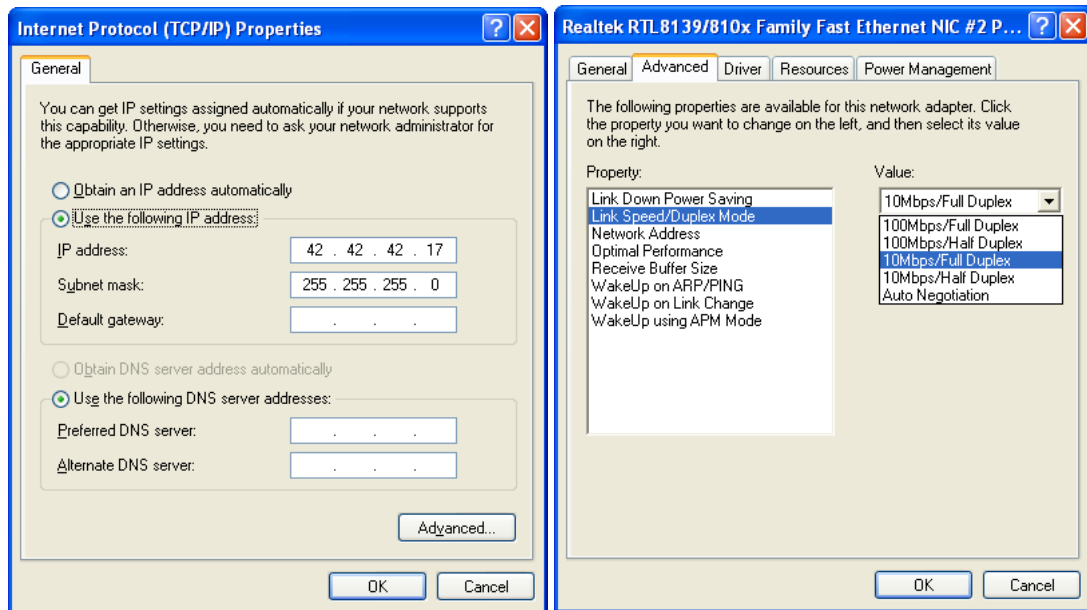 Internet Protocol (TCP/IP) Properties
General
You can get IP settings assigned automatically if your network supports
this capability. Otherwise, you need to ask your network administrator for
the appropriate IP settings.
Obtain an IP address automatically
Use the following IP address:
IP address:
42 . 42 . 42 . 17
Subnet mask:
255 . 255 . 255 . 0
Default gateway:
. . .
Obtain DNS server address automatically
Use the following DNS server addresses:
Preferred DNS server:
. . .
Alternate DNS server:
. . .
Advanced...
OK
Cancel
Realtek RTL8139/810x Family Fast Ethernet NIC #2 P...
General
Advanced
Driver
Resources
Power Management
The following properties are available for this network adapter. Click
the property you want to change on the left, and then select its value
on the right.
Property:
Link Down Power Saving
Link Speed/Duplex Mode
Network Address
Optimal Performance
Receive Buffer Size
WakeUp on ARP/PING
WakeUp on Link Change
WakeUp using APM Mode
Value:
10Mbps/Full Duplex
100Mbps/Full Duplex
100Mbps/Half Duplex
10Mbps/Full Duplex
10Mbps/Half Duplex
Auto Negotiation
OK
Cancel